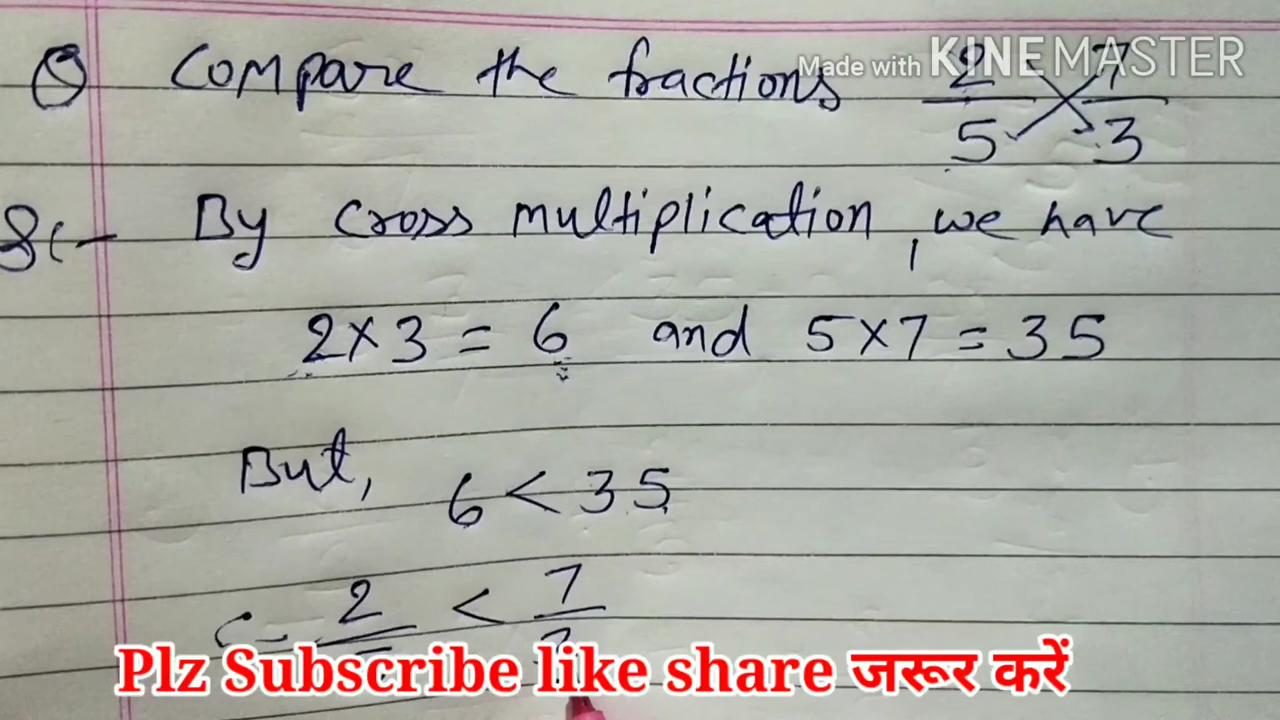 Q Compare the fractions 2/5 7/3
Made with KINEMASTER
By cross multiplication, we have
2×3 = 6 and 5×7 = 35
But, 6 < 35
2 < 7
Plz Subscribe like share जरूर करें